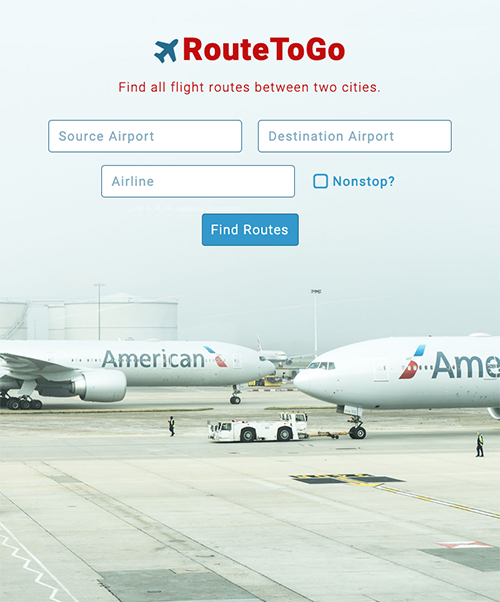 RouteToGo
Find all flight routes between two cities.
Source Airport
Destination Airport
Airline
Nonstop?
Find Routes
American
Ame